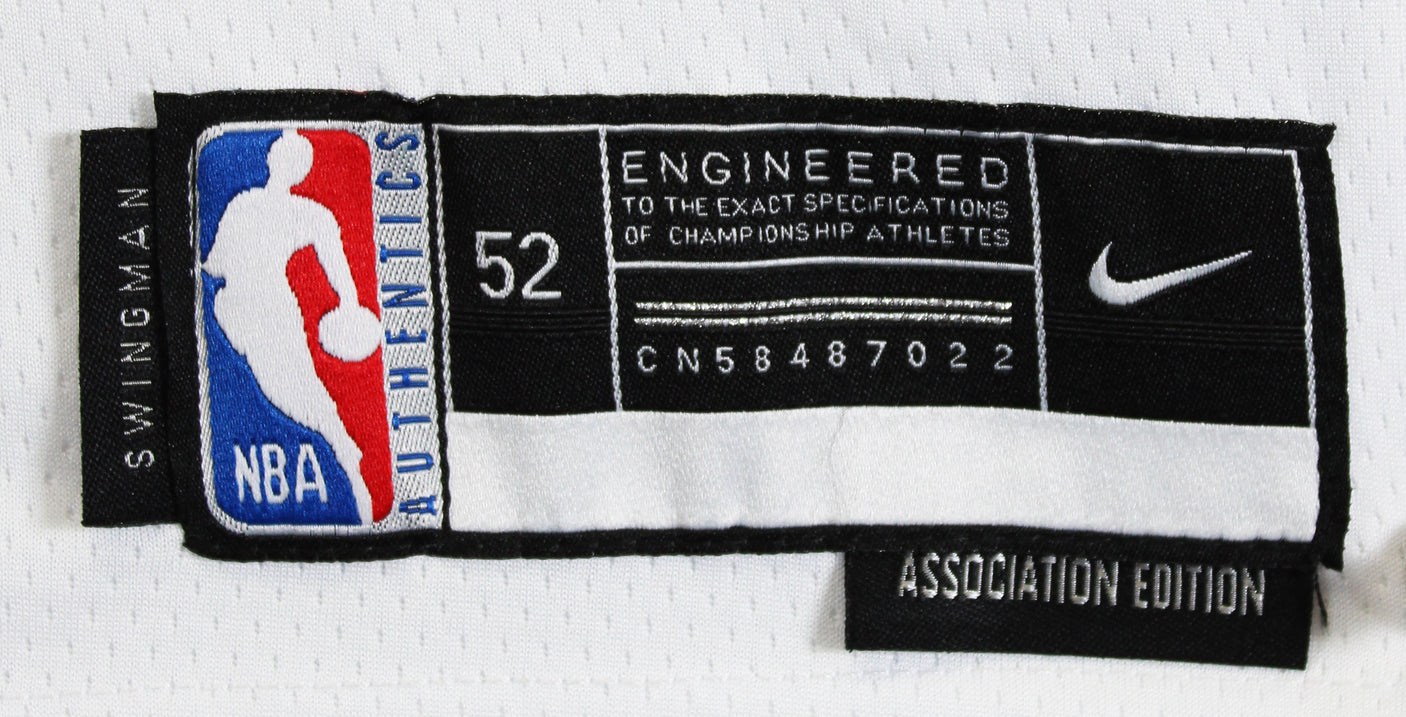 SWINGMAN
NBA
AUTHENTICS
52
ENGINEERED
TO THE EXACT SPECIFICATIONS
OF CHAMPIONSHIP ATHLETES
CN58487022
ASSOCIATION EDITION